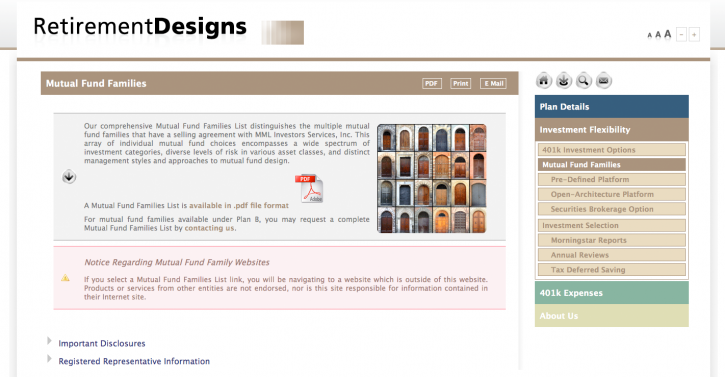 RetirementDesigns
A A A - +
Mutual Fund Families
PDF Print E Mail
Our comprehensive Mutual Fund Families List distinguishes the multiple mutual
fund families that have a selling agreement with MML Investors Services, Inc. This
array of individual mutual fund choices encompasses a wide spectrum of
investment categories, diverse levels of risk in various asset classes, and distinct
management styles and approaches to mutual fund design.
PDF
Adobe
A Mutual Fund Families List is available in .pdf file format
For mutual fund families available under Plan B, you may request a complete
Mutual Fund Families List by contacting us.
Notice Regarding Mutual Fund Family Websites
If you select a Mutual Fund Families List link, you will be navigating to a website which is outside of this website.
Products or services from other entities are not endorsed, nor is this site responsible for information contained in
their Internet site.
Important Disclosures
Registered Representative Information
Plan Details
Investment Flexibility
401k Investment Options
Mutual Fund Families
Pre-Defined Platform
Open-Architecture Platform
Securities Brokerage Option
Investment Selection
Morningstar Reports
Annual Reviews
Tax Deferred Saving
401k Expenses
About Us